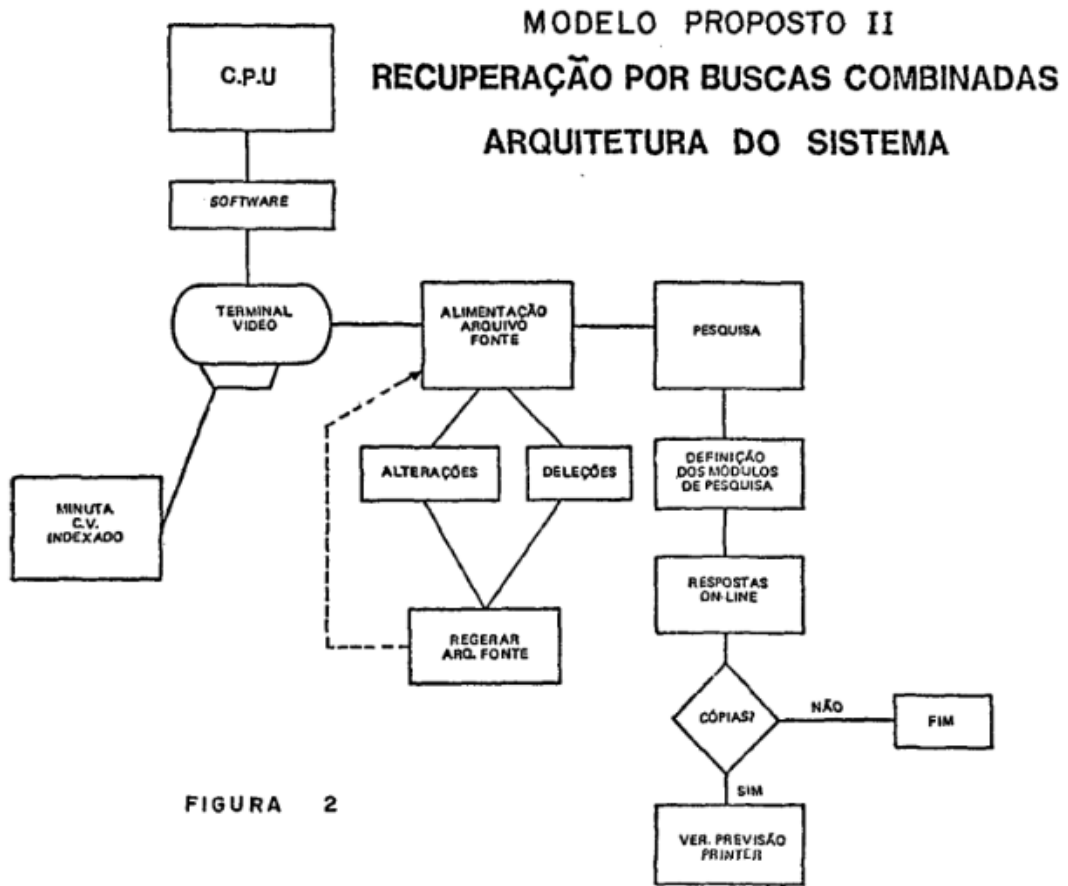 MODELO PROPOSTO II
RECUPERAÇÃO POR BUSCAS COMBINADAS
ARQUITETURA DO SISTEMA
C.P.U
SOFTWARE
TERMINAL
VIDEO
ALIMENTAÇÃO
ARQUIVO
FONTE
PESQUISA
ALTERAÇÕES
DELEÇÕES
DEFINIÇÃO
DOS MÓDULOS
DE PESQUISA
MINUTA
C.V.
INDEXADO
RESPOSTAS
ON-LINE
REGERAR
ARQ. FONTE
CÓPIAS?
NÃO
FIM
SIM
VER. PREVISÃO
PRINTER
FIGURA 2